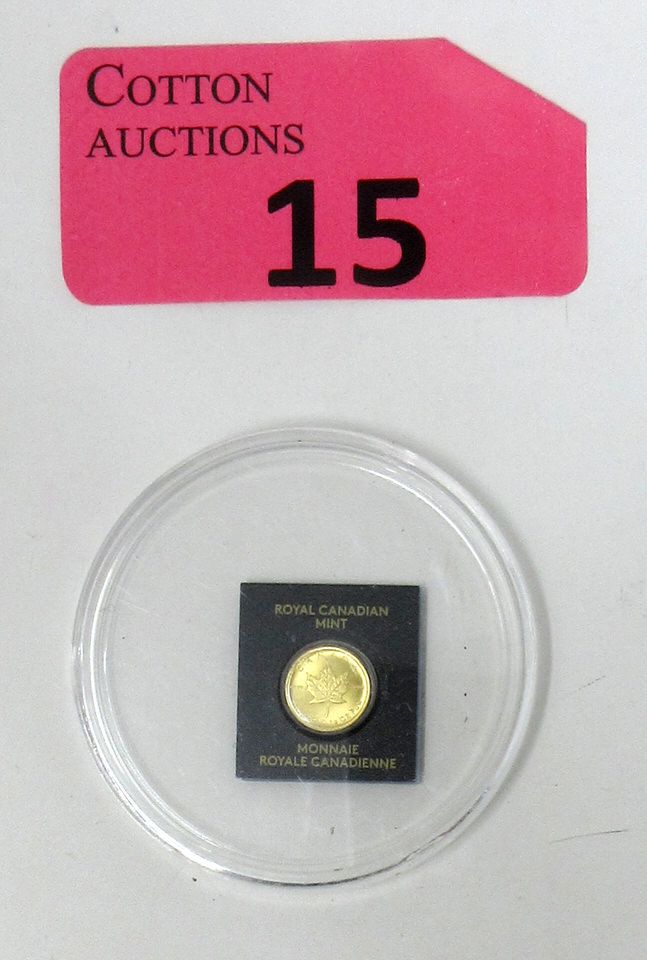 COTTON
AUCTIONS
15
ROYAL CANADIAN
MINT
MONNAIE
ROYALE CANADIENNE